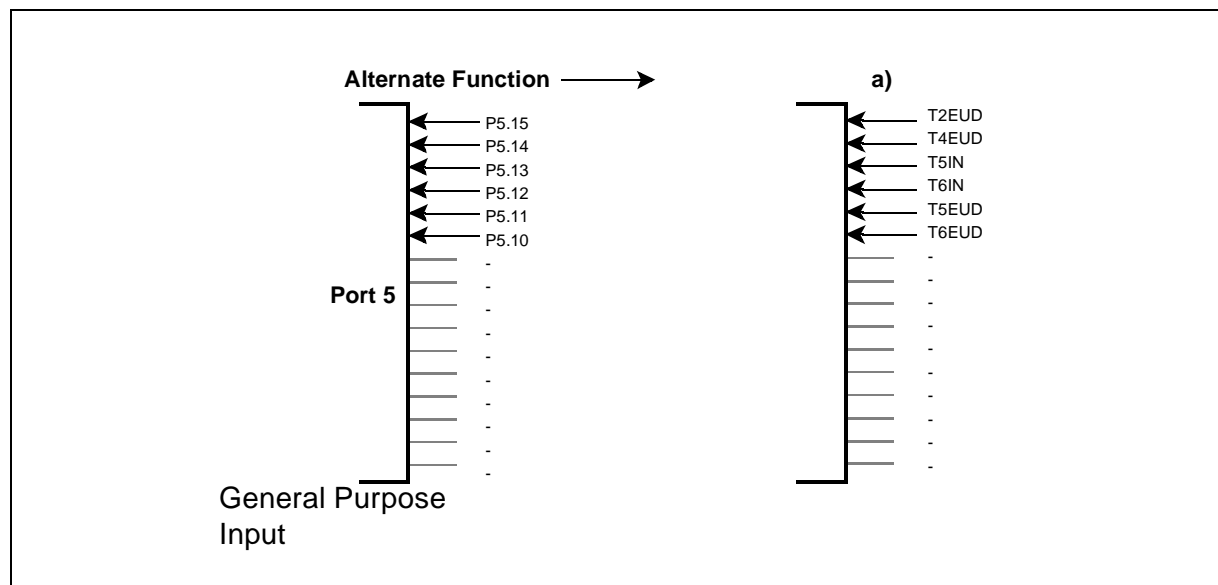 Alternate Function
a)
P5.15
P5.14
P5.13
P5.12
P5.11
P5.10
-
-
-
-
-
-
-
-
-
-
Port 5
General Purpose
Input
T2EUD
T4EUD
T5IN
T6IN
T5EUD
T6EUD
-
-
-
-
-
-
-
-
-
-